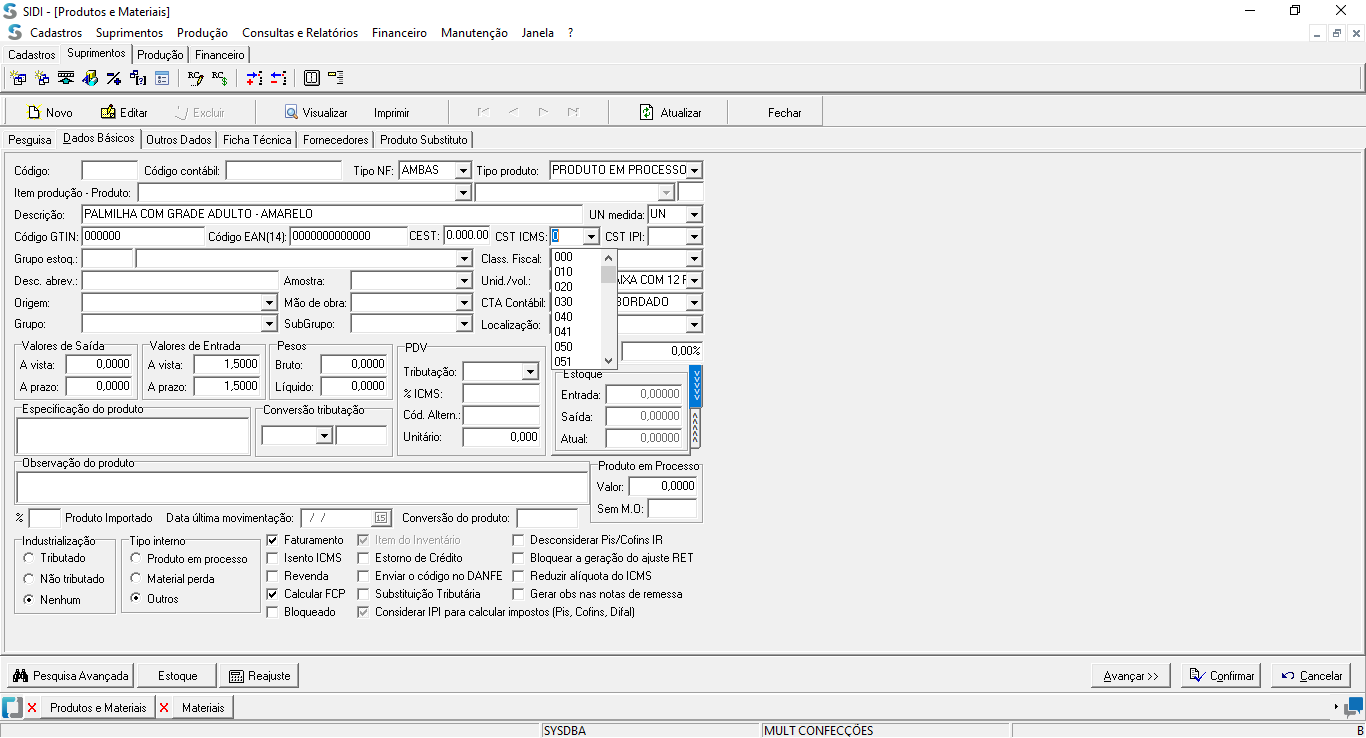 SIDI - [Produtos e Materiais]
Cadastros Suprimentos Produção Consultas e Relatórios Financeiro Manutenção Janela ?
Cadastros Suprimentos Produção Financeiro
Novo Editar Excluir Visualizar Imprimir Atualizar Fechar
Pesquisa Dados Básicos Outros Dados Ficha Técnica Fornecedores Produto Substituto
Código: Código contábil: Tipo NF: AMBAS Tipo produto: PRODUTO EM PROCESSO
Item produção - Produto:
Descrição: PALMILHA COM GRADE ADULTO - AMARELO UN medida: UN
Código GTIN: 000000 Código EAN(14): 0000000000000 CEST: 0.000.00 CST ICMS: 0 CST IPI:
000
010
020
030
040
041
050
051
Grupo estoq.: Class. Fiscal:
Desc. abrev.: Amostra: Unid./vol.: AIXA COM 12 F
Origem: Mão de obra: CTA Contábil: BORDADO
Grupo: SubGrupo: Localização:
Valores de Saída Valores de Entrada Pesos PDV 0,00%
A vista: 0,0000 A vista: 1,5000 Bruto: 0,0000 Tributação:
A prazo: 0,0000 A prazo: 1,5000 Líquido: 0,0000 % ICMS:
Estoque
Entrada: 0,00000
Especificação do produto Conversão tributação Cód. Altern.: Saída: 0,00000
Unitário: 0,000 Atual: 0,00000
Observação do produto Produto em Processo
Valor: 0,0000
Sem M.O:
% Produto Importado Data última movimentação: / / 15 Conversão do produto:
Industrialização Tipo interno Faturamento Item do Inventário Desconsiderar Pis/Cofins IR
Tributado Produto em processo Isento ICMS Estorno de Crédito Bloquear a geração do ajuste RET
Não tributado Material perda Revenda Enviar o código no DANFE Reduzir alíquota do ICMS
Nenhum Outros Calcular FCP Substituição Tributária Gerar obs nas notas de remessa
Bloqueado Considerar IPI para calcular impostos (Pis, Cofins, Difal)
Pesquisa Avançada Estoque Reajuste Avançar >> Confirmar Cancelar
Produtos e Materiais Materiais
SYSDBA MULT CONFECÇÕES B